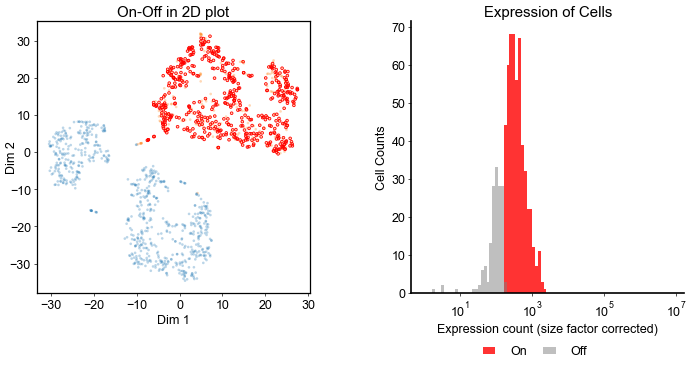 On-Off in 2D plot
30
20
10
0
−10
−20
−30
Dim 2
−30 −20 −10 0 10 20 30
Dim 1
Expression of Cells
70
60
50
40
30
20
10
0
Cell Counts
10^1 10^3 10^5 10^7
Expression count (size factor corrected)
On Off